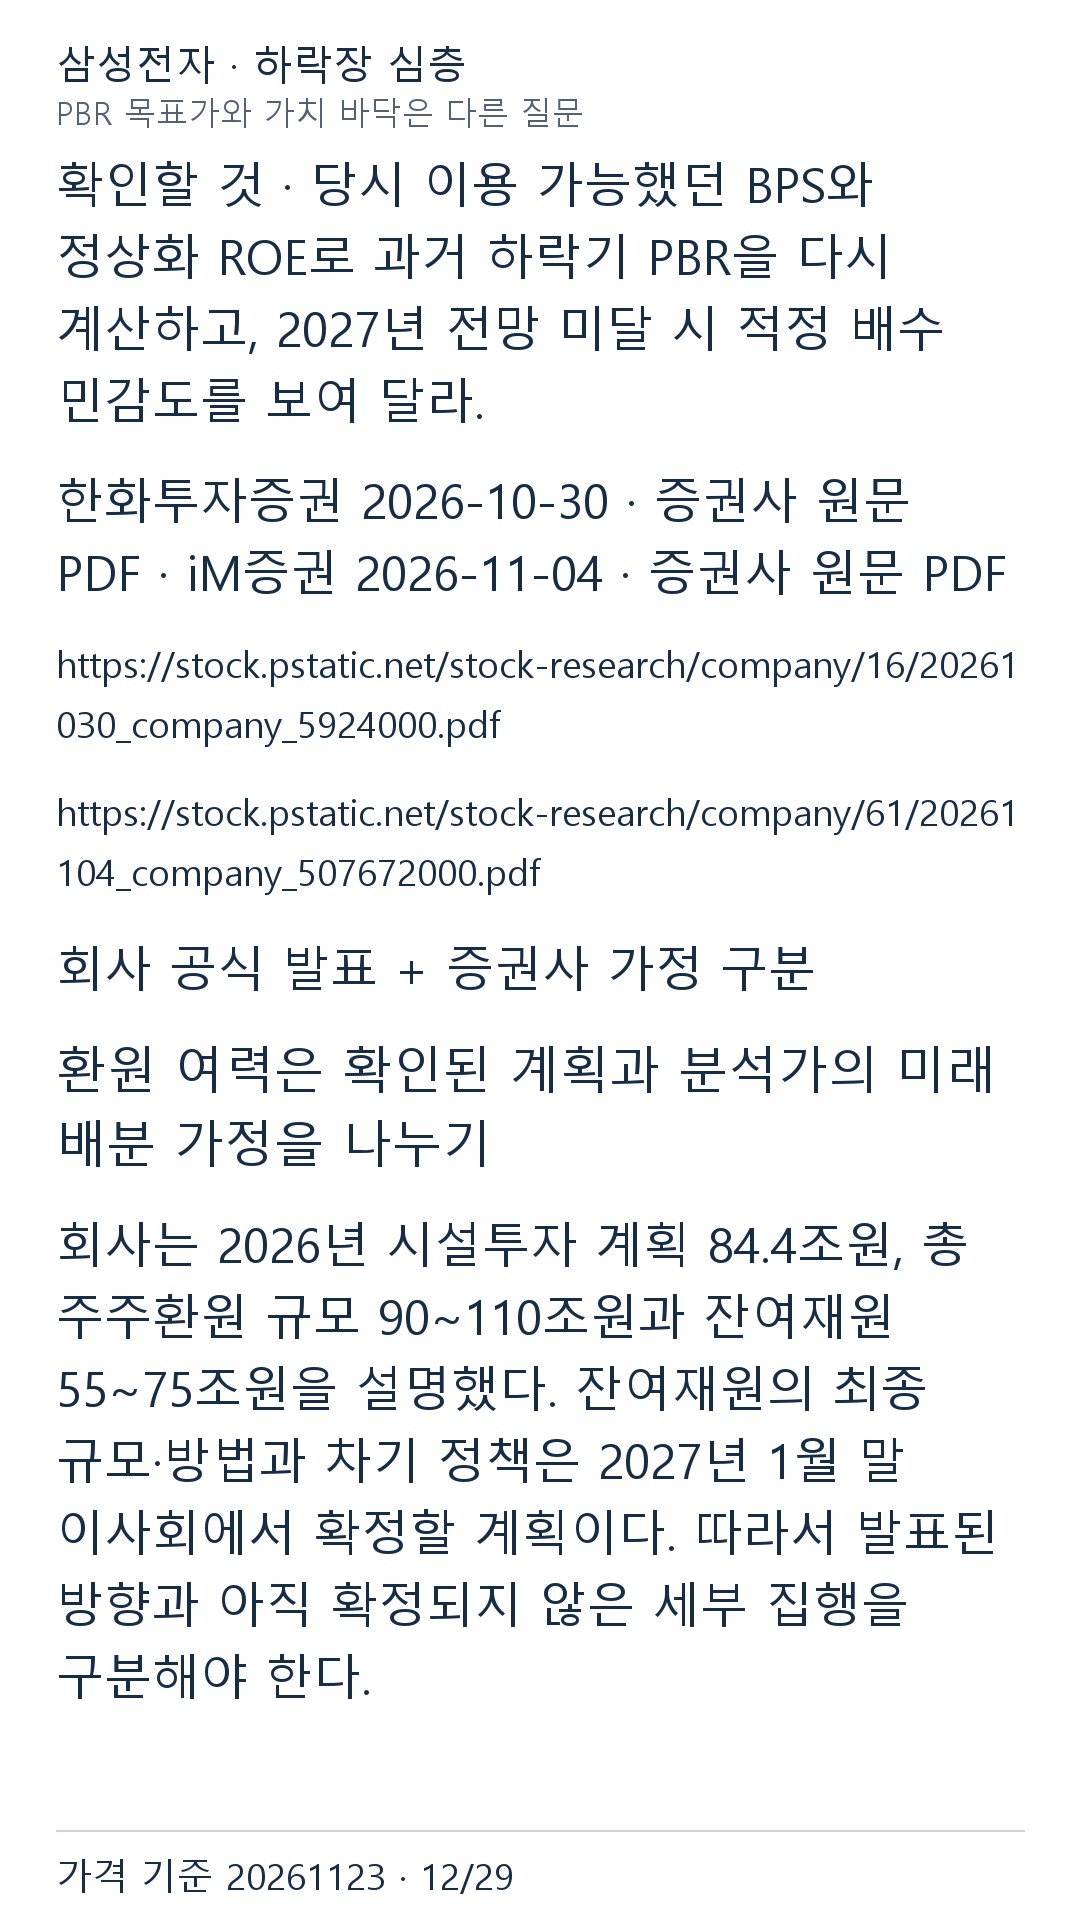 삼성전자 · 하락장 심층
PBR 목표가와 가치 바닥은 다른 질문
확인할 것 · 당시 이용 가능했던 BPS와
정상화 ROE로 과거 하락기 PBR을 다시
계산하고, 2027년 전망 미달 시 적정 배수
민감도를 보여 달라.
한화투자증권 2026-10-30 · 증권사 원문
PDF · iM증권 2026-11-04 · 증권사 원문 PDF
https://stock.pstatic.net/stock-research/company/16/20261
030_company_5924000.pdf
https://stock.pstatic.net/stock-research/company/61/20261
104_company_507672000.pdf
회사 공식 발표 + 증권사 가정 구분
환원 여력은 확인된 계획과 분석가의 미래
배분 가정을 나누기
회사는 2026년 시설투자 계획 84.4조원, 총
주주환원 규모 90~110조원과 잔여재원
55~75조원을 설명했다. 잔여재원의 최종
규모·방법과 차기 정책은 2027년 1월 말
이사회에서 확정할 계획이다. 따라서 발표된
방향과 아직 확정되지 않은 세부 집행을
구분해야 한다.
가격 기준 20261123 · 12/29